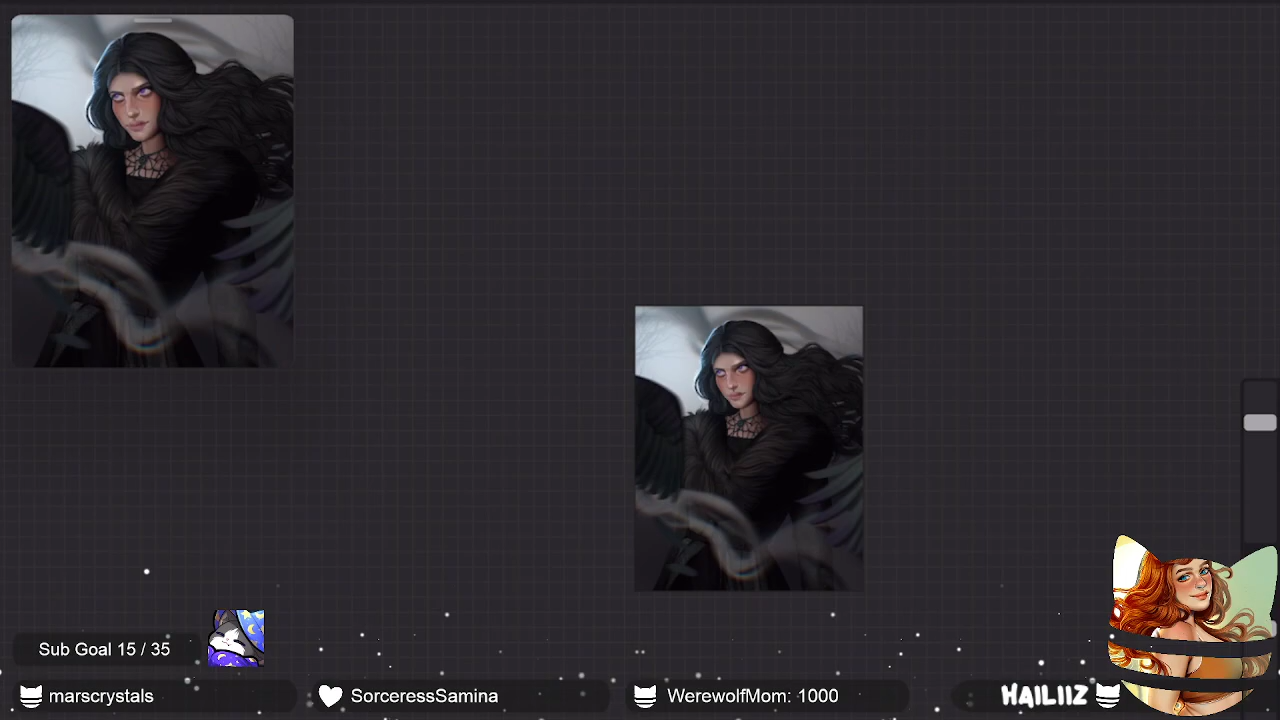 Sub Goal 15 / 35
marscrystals
SorceressSamina
WerewolfMom: 1000
HAILIIZ